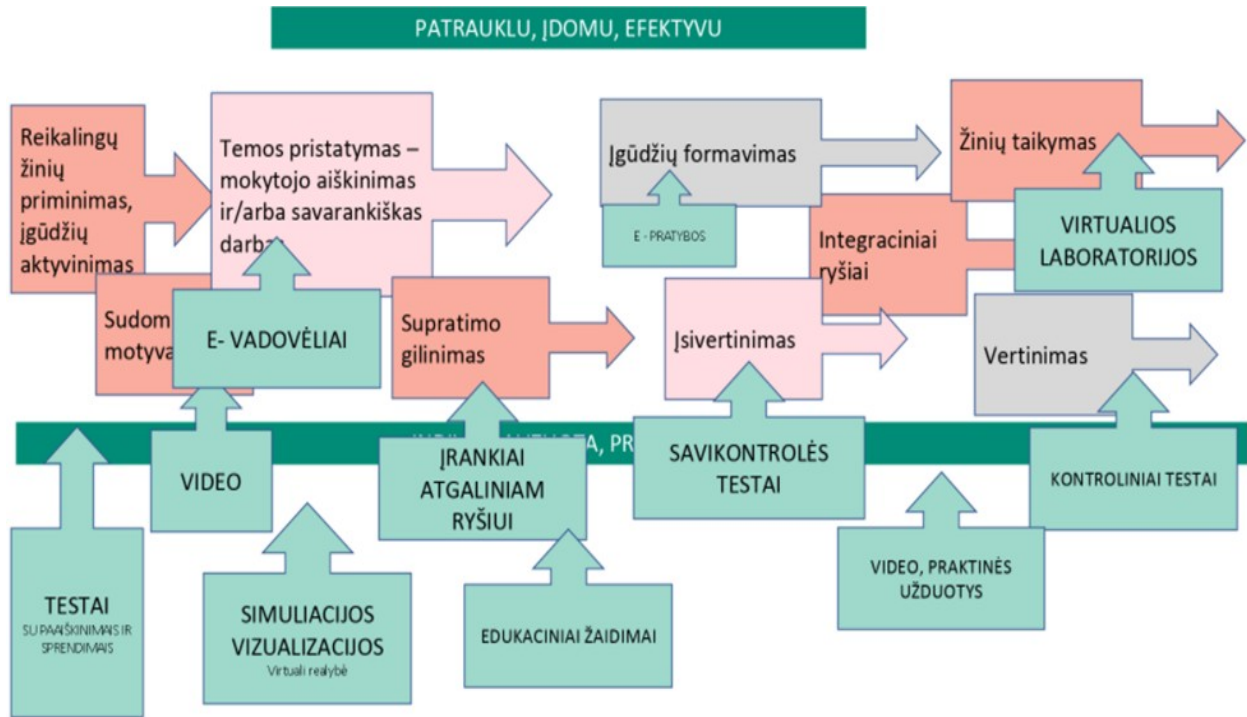 PATRAUKLU, ĮDOMU, EFEKTYVU
Reikalingų
žinių
priminimas,
įgūdžių
aktyvinimas
Temos pristatymas –
mokytojo aiškinimas
ir/arba savarankiškas
Įgūdžių formavimas
E - PRATYBOS
Žinių taikymas
VIRTUALIOS
LABORATORIJOS
Integraciniai
ryšiai
E- VADOVĖLIAI
Supratimo
gilinimas
Įsivertinimas
Vertinimas
VIDEO
ĮRANKIAI
ATGALINIAM
RYŠIUI
SAVIKONTROLĖS
TESTAI
KONTROLINIAI TESTAI
TESTAI
SU PAAIŠKINIMAIS IR
SPRENDIMAIS
SIMULIACIJOS
VIZUALIZACIJOS
Virtuali realybė
EDUKACINIAI ŽAIDIMAI
VIDEO, PRAKTINĖS
UŽDUOTYS